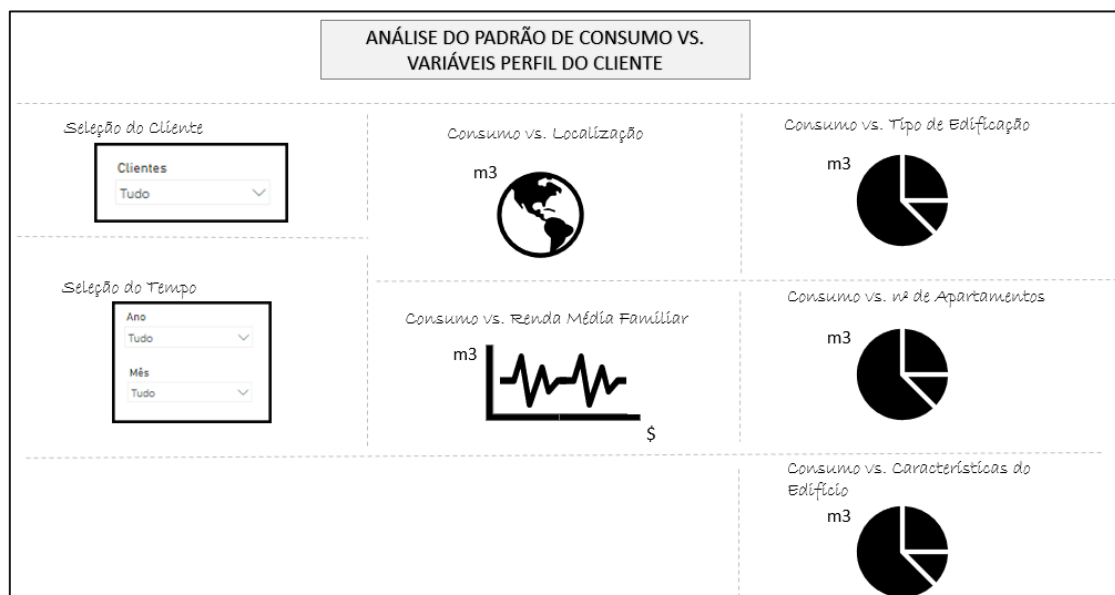 ANÁLISE DO PADRÃO DE CONSUMO VS.
VARIÁVEIS PERFIL DO CLIENTE
Seleção do Cliente
Clientes
Tudo
Seleção do Tempo
Ano
Tudo
Mês
Tudo
Consumo vs. Localização
m3
Consumo vs. Renda Média Familiar
m3
$
Consumo vs. Tipo de Edificação
m3
Consumo vs. nº de Apartamentos
m3
Consumo vs. Características do
Edifício
m3